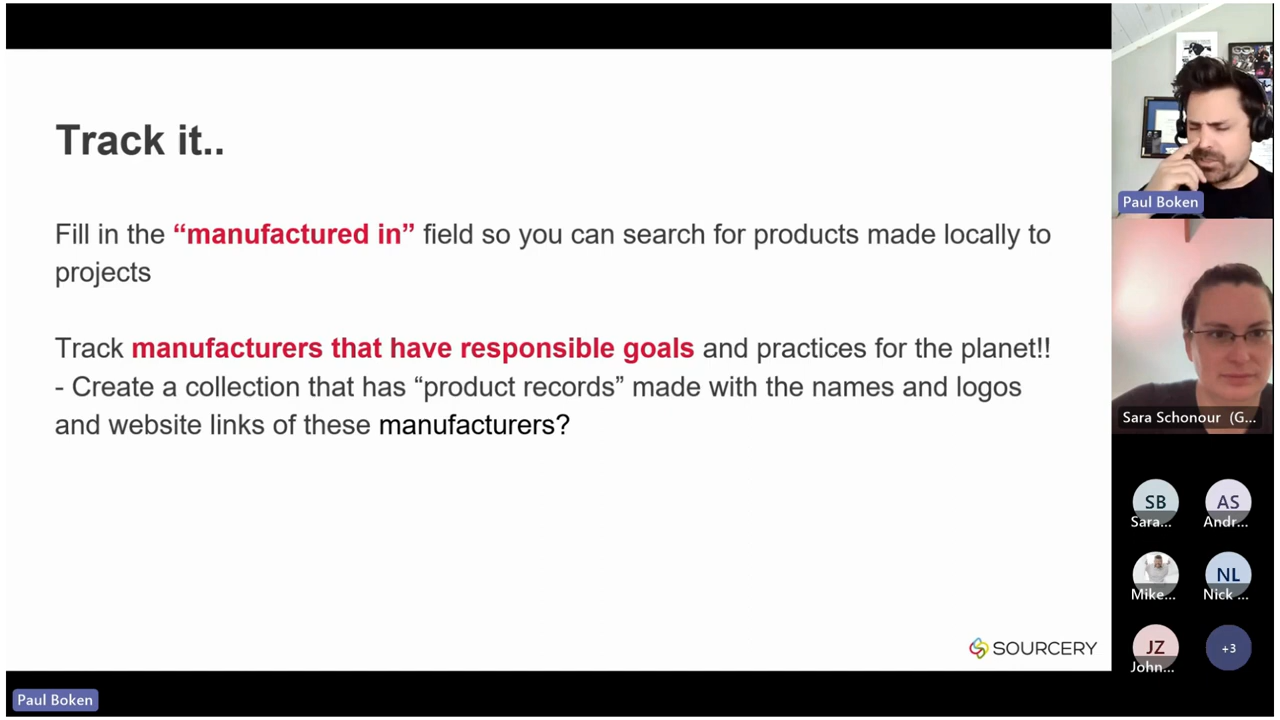 Track it..
Fill in the “manufactured in” field so you can search for products made locally to
projects
Track manufacturers that have responsible goals and practices for the planet!!
- Create a collection that has “product records” made with the names and logos
and website links of these manufacturers?
SOURCERY
Paul Boken
Paul Boken
Sara Schonour (G...
SB
Sara...
AS
Andr...
Mike...
NL
Nick ...
JZ
John...
+3